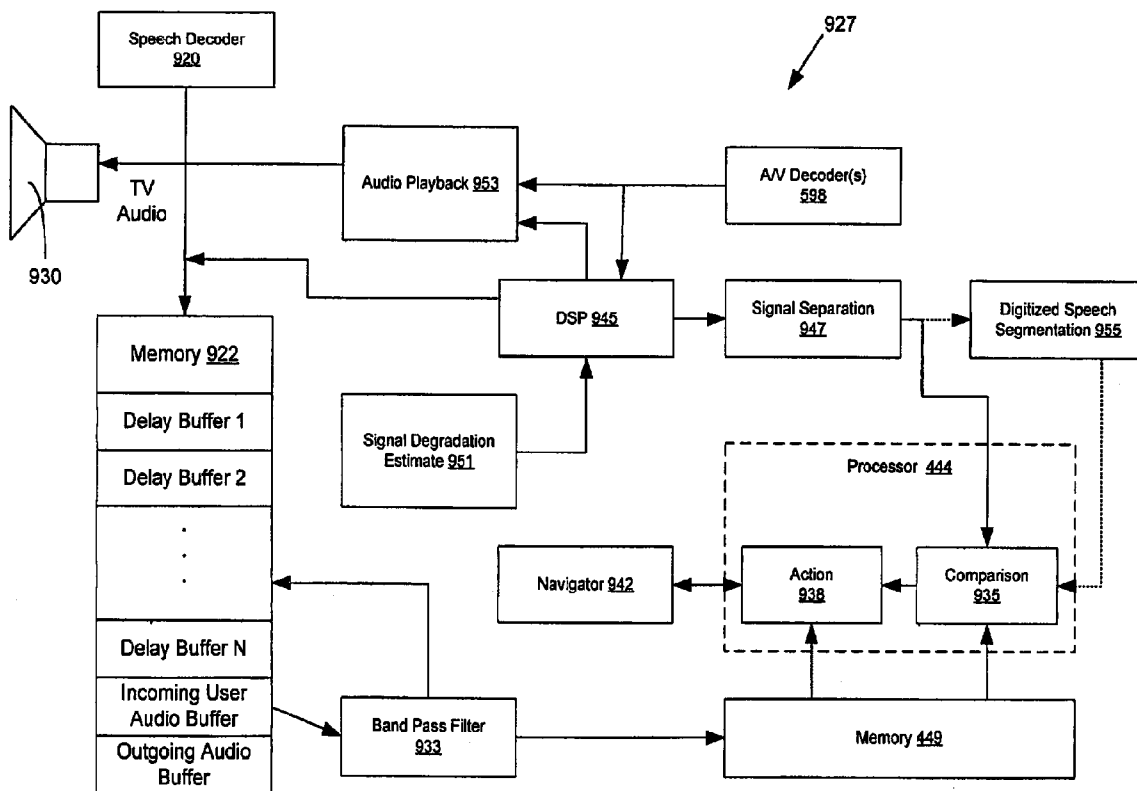 Speech Decoder
920
927
Audio Playback 953
A/V Decoder(s)
598
TV
Audio
930
DSP 945
Signal Separation
947
Digitized Speech
Segmentation 955
Memory 922
Delay Buffer 1
Delay Buffer 2
Signal Degradation
Estimate 951
Processor 444
Navigator 942
Action
938
Comparison
935
Delay Buffer N
Incoming User
Audio Buffer
Band Pass Filter
933
Memory 449
Outgoing Audio
Buffer